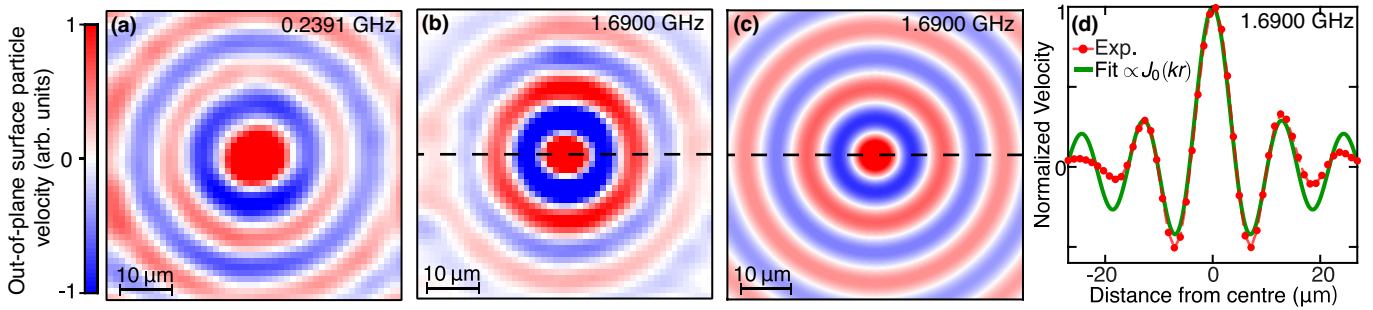 Out-of-plane surface particle
velocity (arb. units)
1
0
-1
(a)
0.2391 GHz
10 µm
(b)
1.6900 GHz
10 µm
(c)
1.6900 GHz
10 µm
(d)
1.6900 GHz
Exp.
Fit ∝J₀(kr)
Normalized Velocity
1
0
-20
0
20
Distance from centre (µm)